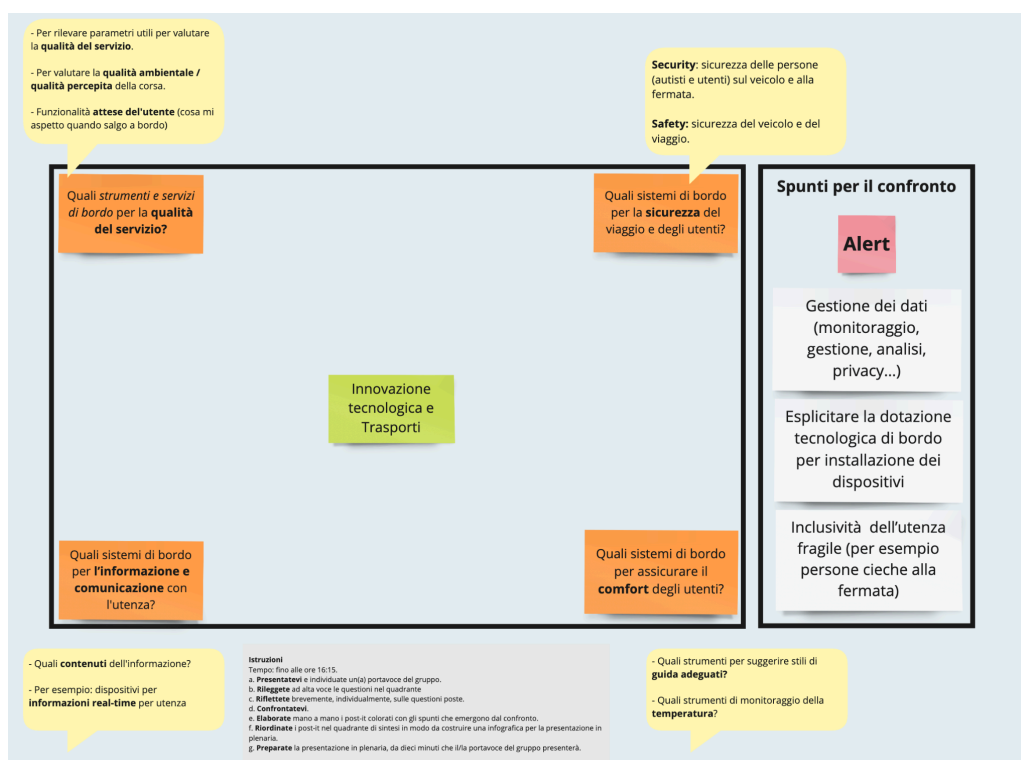 - Per rilevare parametri utili per valutare
la qualità del servizio.
- Per valutare la qualità ambientale /
qualità percepita della corsa.
- Funzionalità attese del'utente (cosa mi
aspetto quando salgo a bordo)
Security: sicurezza delle persone
(autisti e utenti) sul veicolo e alla
fermata.
Safety: sicurezza del veicolo e del
viaggio.
Quali strumenti e servizi
di bordo per la qualità
del servizio?
Quali sistemi di bordo
per la sicurezza del
viaggio e degli utenti?
Innovazione
tecnologica e
Trasporti
Quali sistemi di bordo
per l'informazione e
comunicazione con
l'utenza?
Quali sistemi di bordo
per assicurare il
comfort degli utenti?
Spunti per il confronto
Alert
Gestione dei dati
(monitoraggio,
gestione, analisi,
privacy...)
Esplicitare la dotazione
tecnologica di bordo
per installazione dei
dispositivi
Inclusività dell'utenza
fragile (per esempio
persone cieche alla
fermata)
- Quali contenuti dell'informazione?
- Per esempio: dispositivi per
informazioni real-time per utenza
Istruzioni
Tempo: fino alle ore 16:15.
a. Presentatevi e individuate un(a) portavoce del gruppo.
b. Rileggete ad alta voce le questioni nel quadrante
c. Riflettete brevemente, individualmente, sulle questioni poste.
d. Confrontatevi.
e. Elaborate mano a mano i post-it colorati con gli spunti che emergono dal confronto.
f. Riordinate i post-it nel quadrante di sintesi in modo da costruire una infografica per la presentazione in
plenaria.
g. Preparate la presentazione in plenaria, da dieci minuti che il/la portavoce del gruppo presenterà.
- Quali strumenti per suggerire stili di
guida adeguati?
- Quali strumenti di monitoraggio della
temperatura?